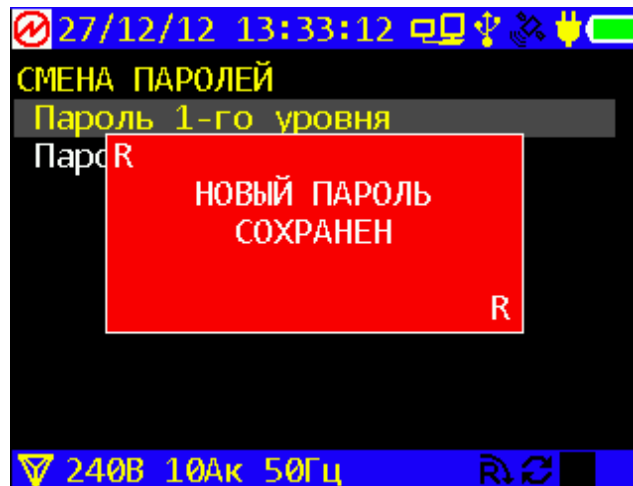 27/12/12 13:33:12
СМЕНА ПАРОЛЕЙ
Пароль 1-го уровня
Паро
R
НОВЫЙ ПАРОЛЬ
СОХРАНЕН
R
240В 10Ак 50Гц
R